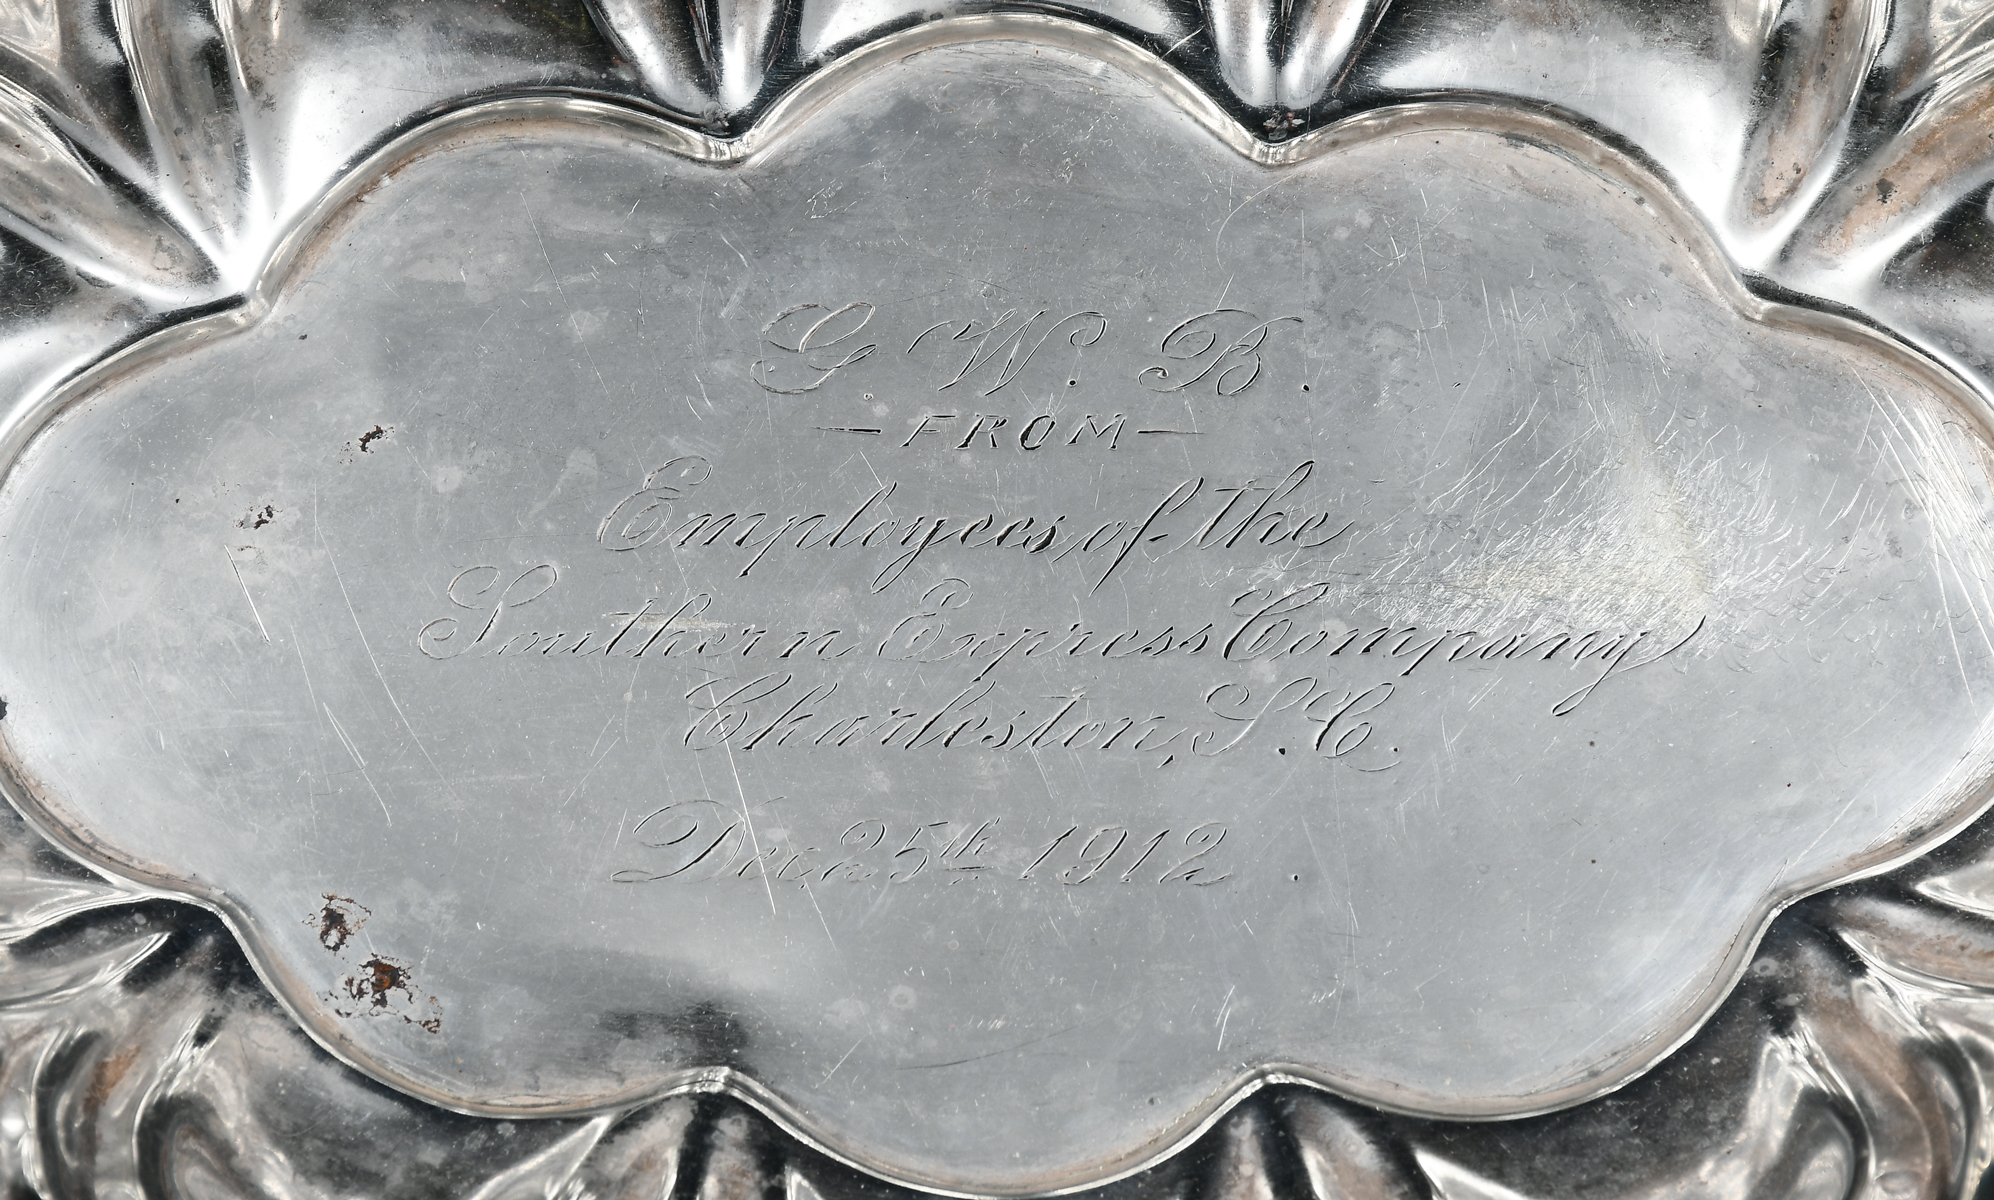 G. W. B.
— FROM —
Employees of the
Southern Express Company
Charleston, S.C.
Dec. 25th 1912.